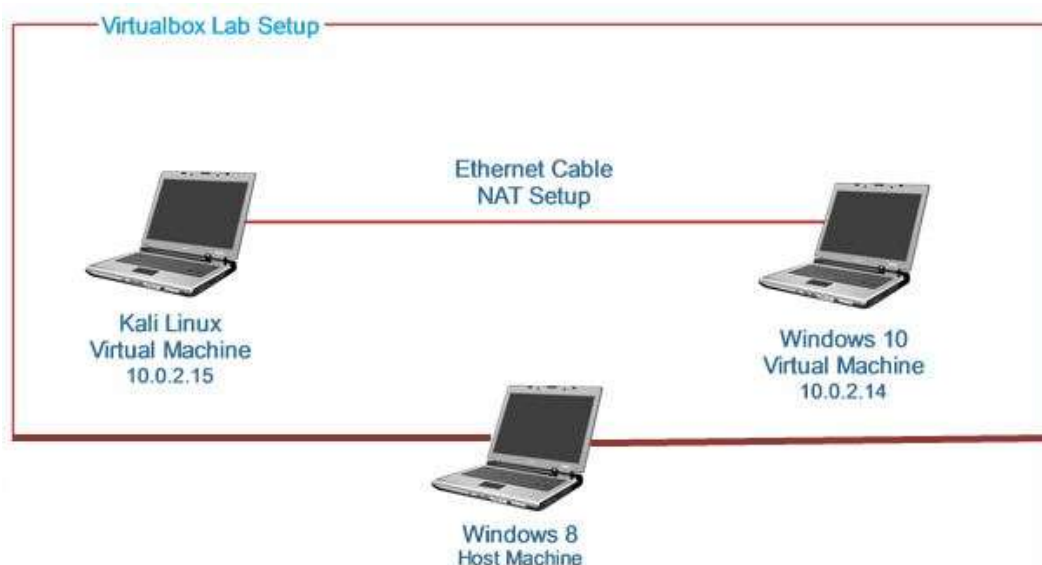 Virtualbox Lab Setup
Ethernet Cable
NAT Setup
Kali Linux
Virtual Machine
10.0.2.15
Windows 10
Virtual Machine
10.0.2.14
Windows 8
Host Machine